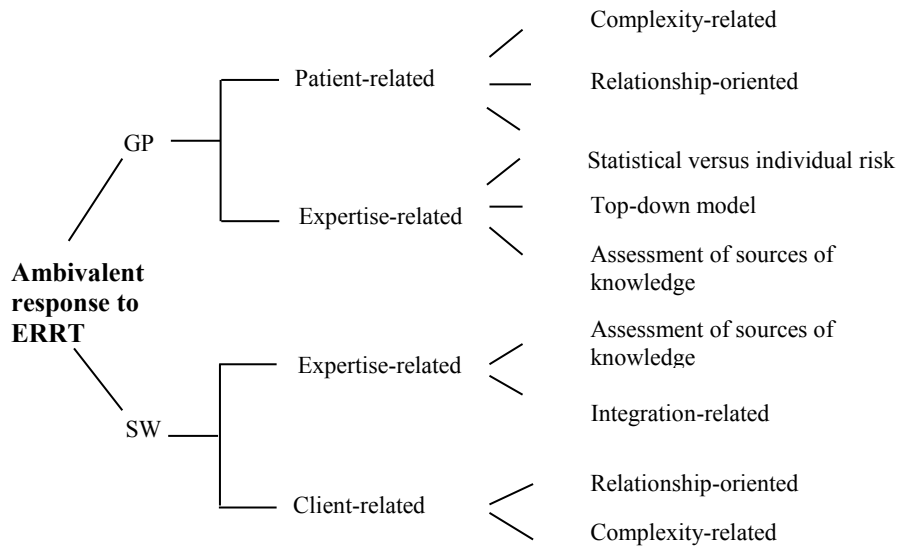 Complexity-related
Patient-related
Relationship-oriented
GP
Statistical versus individual risk
Expertise-related
Top-down model
Assessment of sources of
knowledge
Ambivalent
response to
ERRT
Assessment of sources of
knowledge
Expertise-related
Integration-related
SW
Relationship-oriented
Client-related
Complexity-related